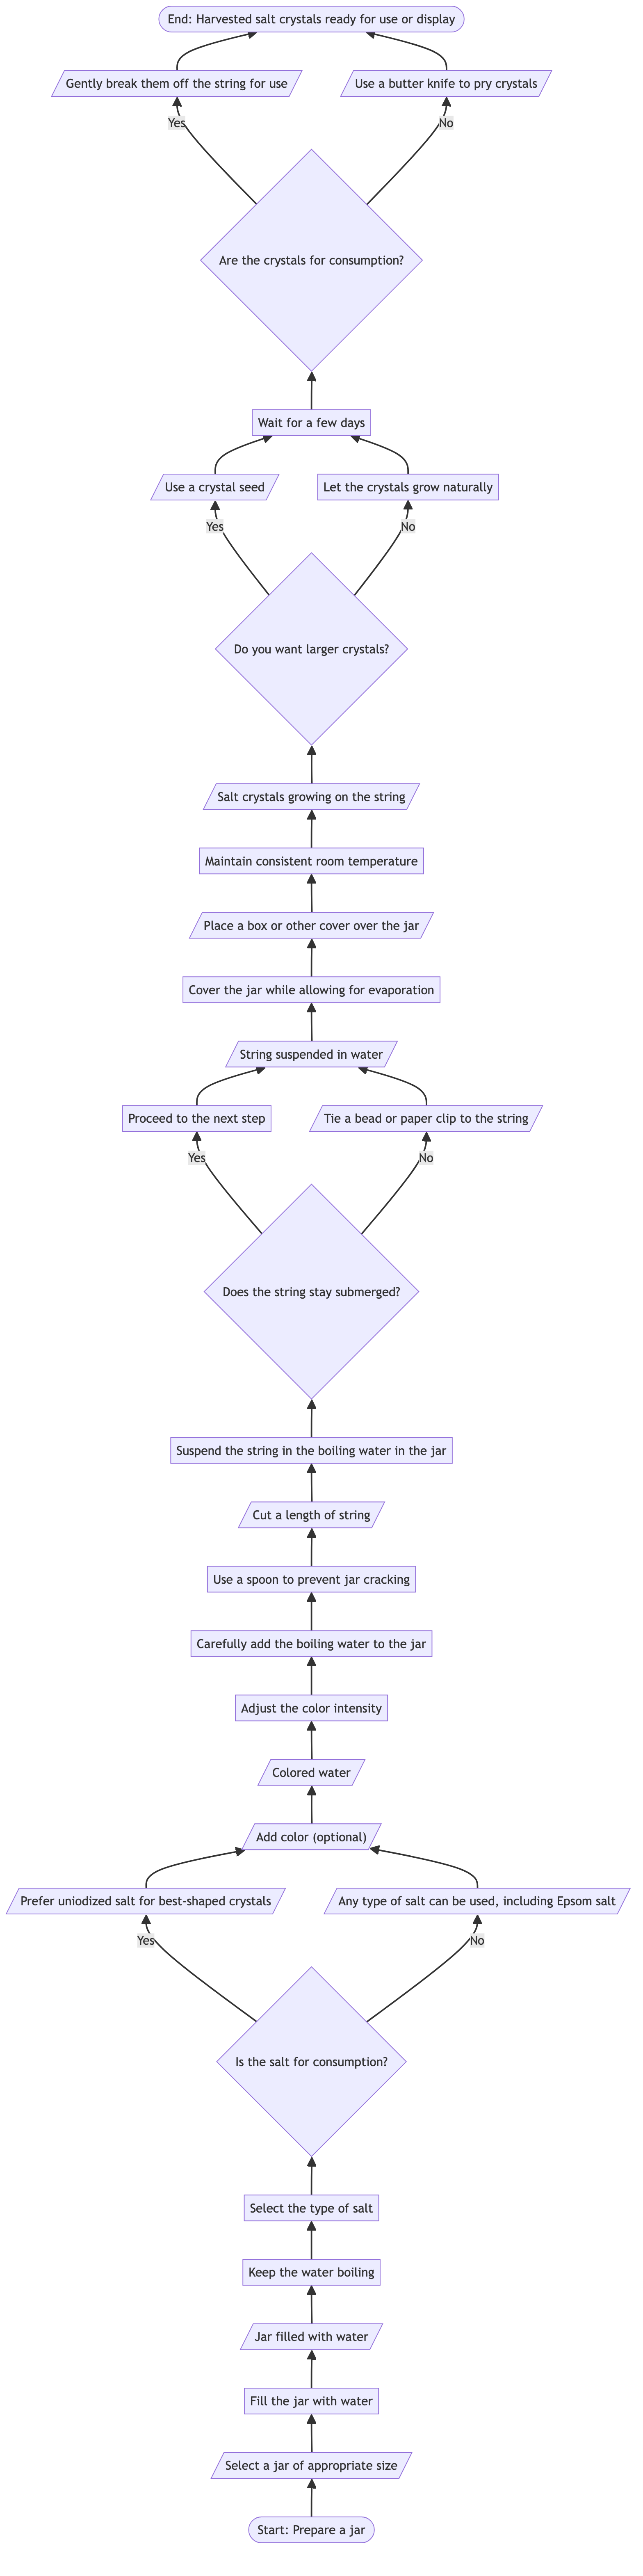 End: Harvested salt crystals ready for use or display
Gently break them off the string for use
Use a butter knife to pry crystals
Yes
No
Are the crystals for consumption?
Wait for a few days
Use a crystal seed
Let the crystals grow naturally
Yes
No
Do you want larger crystals?
Salt crystals growing on the string
Maintain consistent room temperature
Place a box or other cover over the jar
Cover the jar while allowing for evaporation
String suspended in water
Proceed to the next step
Tie a bead or paper clip to the string
Yes
No
Does the string stay submerged?
Suspend the string in the boiling water in the jar
Cut a length of string
Use a spoon to prevent jar cracking
Carefully add the boiling water to the jar
Adjust the color intensity
Colored water
Add color (optional)
Prefer uniodized salt for best-shaped crystals
Any type of salt can be used, including Epsom salt
Yes
No
Is the salt for consumption?
Select the type of salt
Keep the water boiling
Jar filled with water
Fill the jar with water
Select a jar of appropriate size
Start: Prepare a jar